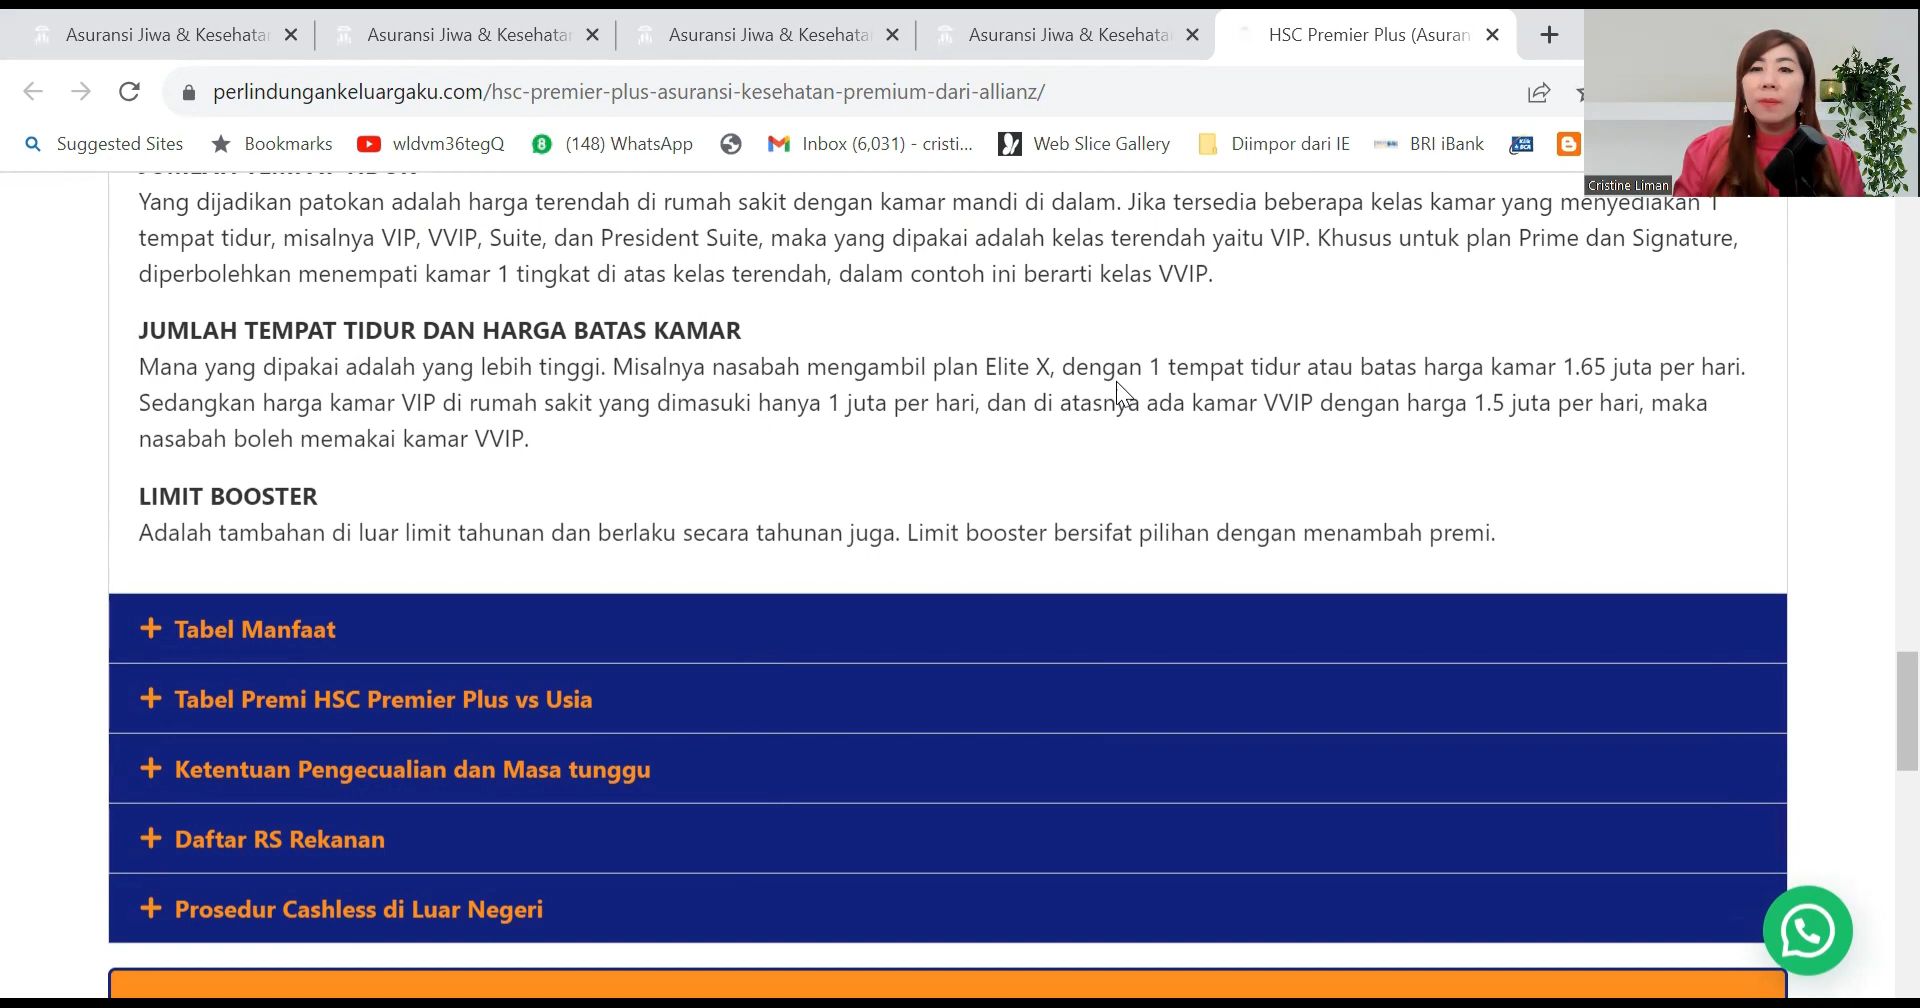 Asuransi Jiwa & Kesehatan
Asuransi Jiwa & Kesehatan
Asuransi Jiwa & Kesehata
Asuransi Jiwa & Kesehata
HSC Premier Plus (Asuran
perlindungankeluargaku.com/hsc-premier-plus-asuransi-kesehatan-premium-dari-allianz/
Suggested Sites
Bookmarks
wldvm36tegQ
8
(148) WhatsApp
Inbox (6,031) - cristi...
Web Slice Gallery
Diimpor dari IE
BRI iBank
Cristine Liman
JUMLAH TEMPAT TIDUR
Yang dijadikan patokan adalah harga terendah di rumah sakit dengan kamar mandi di dalam. Jika tersedia beberapa kelas kamar yang menyediakan 1
tempat tidur, misalnya VIP, VVIP, Suite, dan President Suite, maka yang dipakai adalah kelas terendah yaitu VIP. Khusus untuk plan Prime dan Signature,
diperbolehkan menempati kamar 1 tingkat di atas kelas terendah, dalam contoh ini berarti kelas VVIP.
JUMLAH TEMPAT TIDUR DAN HARGA BATAS KAMAR
Mana yang dipakai adalah yang lebih tinggi. Misalnya nasabah mengambil plan Elite X, dengan 1 tempat tidur atau batas harga kamar 1.65 juta per hari.
Sedangkan harga kamar VIP di rumah sakit yang dimasuki hanya 1 juta per hari, dan di atasnya ada kamar VVIP dengan harga 1.5 juta per hari, maka
nasabah boleh memakai kamar VVIP.
LIMIT BOOSTER
Adalah tambahan di luar limit tahunan dan berlaku secara tahunan juga. Limit booster bersifat pilihan dengan menambah premi.
+ Tabel Manfaat
+ Tabel Premi HSC Premier Plus vs Usia
+ Ketentuan Pengecualian dan Masa tunggu
+ Daftar RS Rekanan
+ Prosedur Cashless di Luar Negeri